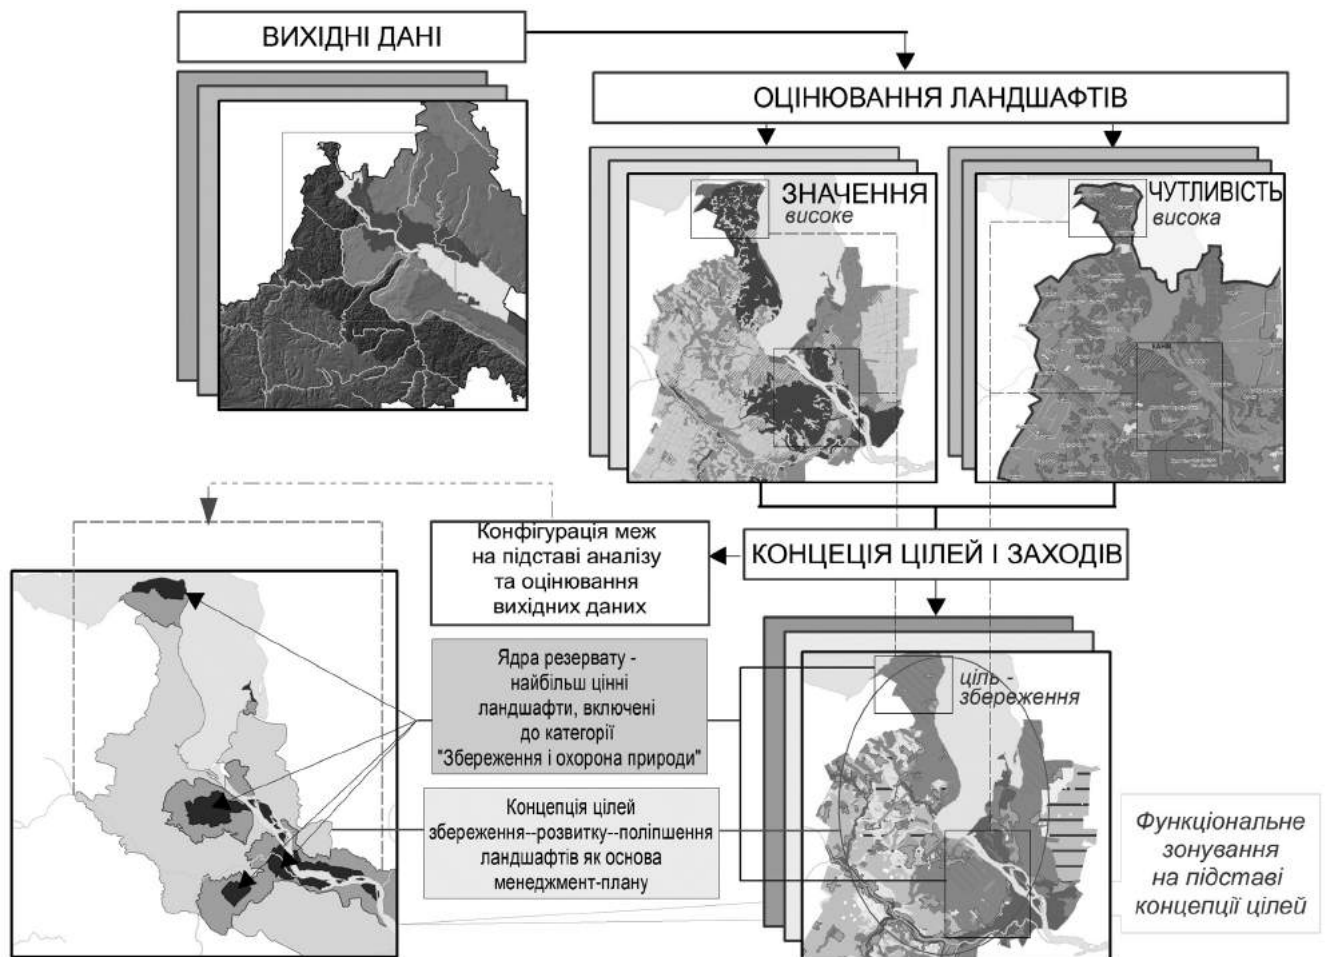 ВИХІДНІ ДАНІ
ОЦІНЮВАННЯ ЛАНДШАФТІВ
ЗНАЧЕННЯ
високе
ЧУТЛИВІСТЬ
висока
Конфігурація меж
на підставі аналізу
та оцінювання
вихідних даних
КОНЦЕЦІЯ ЦІЛЕЙ І ЗАХОДІВ
Ядра резервату -
найбільш цінні
ландшафти, включені
до категорії
"Збереження і охорона природи"
ціль -
збереження
Концепція цілей
збереження--розвитку--поліпшення
ландшафтів як основа
менеджмент-плану
Функціональне
зонування
на підставі
концепції цілей